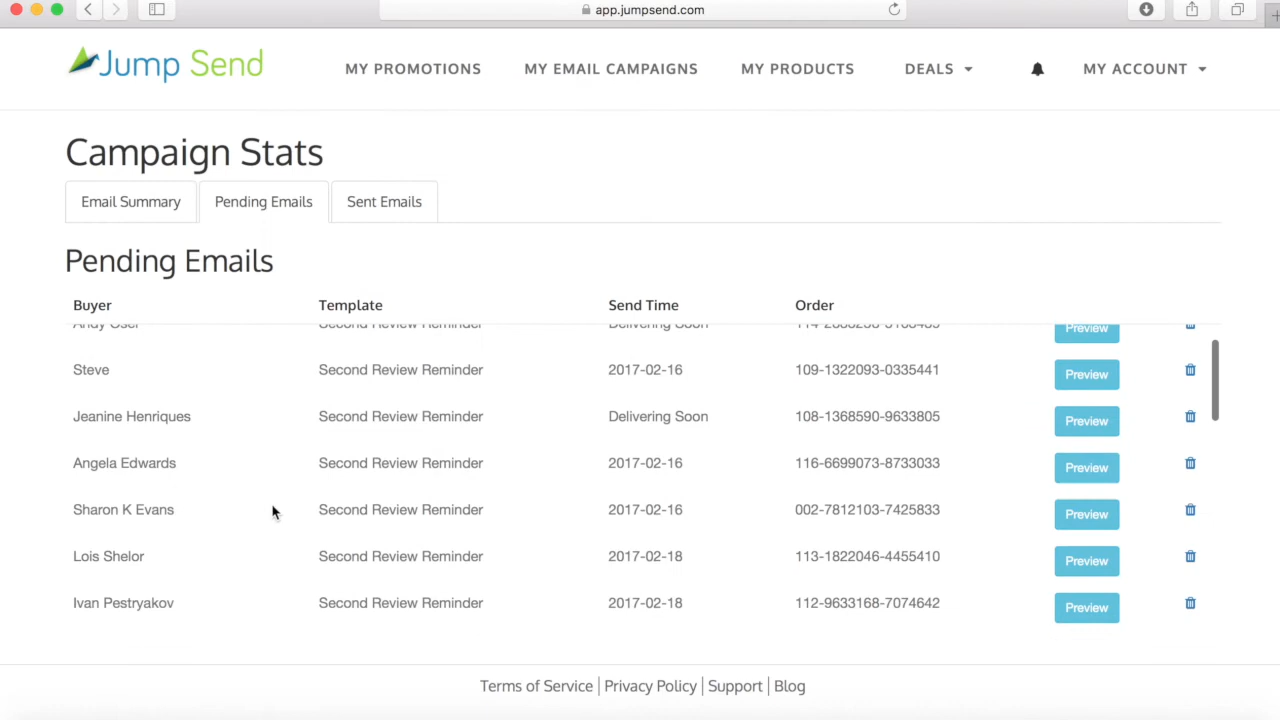 app.jumpsend.com
Jump Send
MY PROMOTIONS MY EMAIL CAMPAIGNS MY PRODUCTS DEALS MY ACCOUNT
Campaign Stats
Email Summary Pending Emails Sent Emails
Pending Emails
Buyer Template Send Time Order
Second Review Reminder Delivering Soon Preview
Steve Second Review Reminder 2017-02-16 109-1322093-0335441 Preview
Jeanine Henriques Second Review Reminder Delivering Soon 108-1368590-9633805 Preview
Angela Edwards Second Review Reminder 2017-02-16 116-6699073-8733033 Preview
Sharon K Evans Second Review Reminder 2017-02-16 002-7812103-7425833 Preview
Lois Shelor Second Review Reminder 2017-02-18 113-1822046-4455410 Preview
Ivan Pestryakov Second Review Reminder 2017-02-18 112-9633168-7074642 Preview
Terms of Service | Privacy Policy | Support | Blog